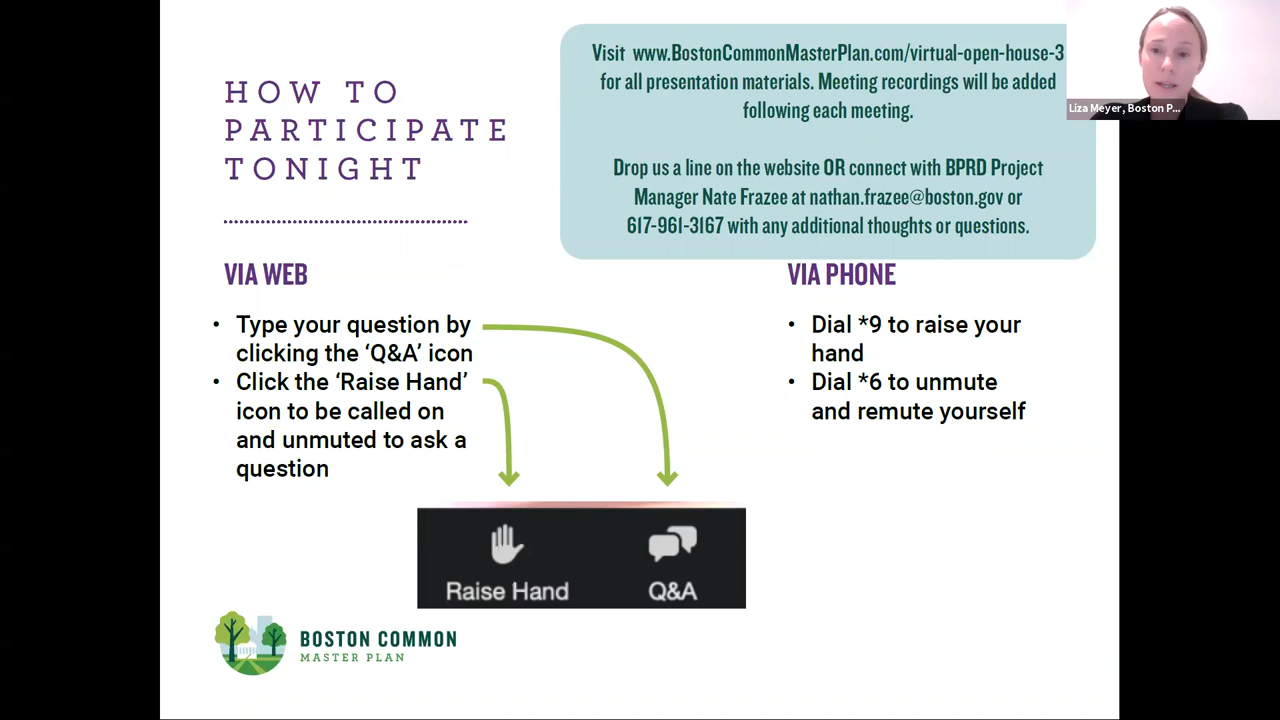 HOW TO
PARTICIPATE
TONIGHT
Visit www.BostonCommonMasterPlan.com/virtual-open-house-3
for all presentation materials. Meeting recordings will be added
following each meeting.
Drop us a line on the website OR connect with BPRD Project
Manager Nate Frazee at nathan.frazee@boston.gov or
617-961-3167 with any additional thoughts or questions.
Liza Meyer, Boston P...
VIA WEB
• Type your question by
clicking the ‘Q&A’ icon
• Click the ‘Raise Hand’
icon to be called on
and unmuted to ask a
question
VIA PHONE
• Dial *9 to raise your
hand
• Dial *6 to unmute
and remute yourself
Raise Hand
Q&A
BOSTON COMMON
MASTER PLAN